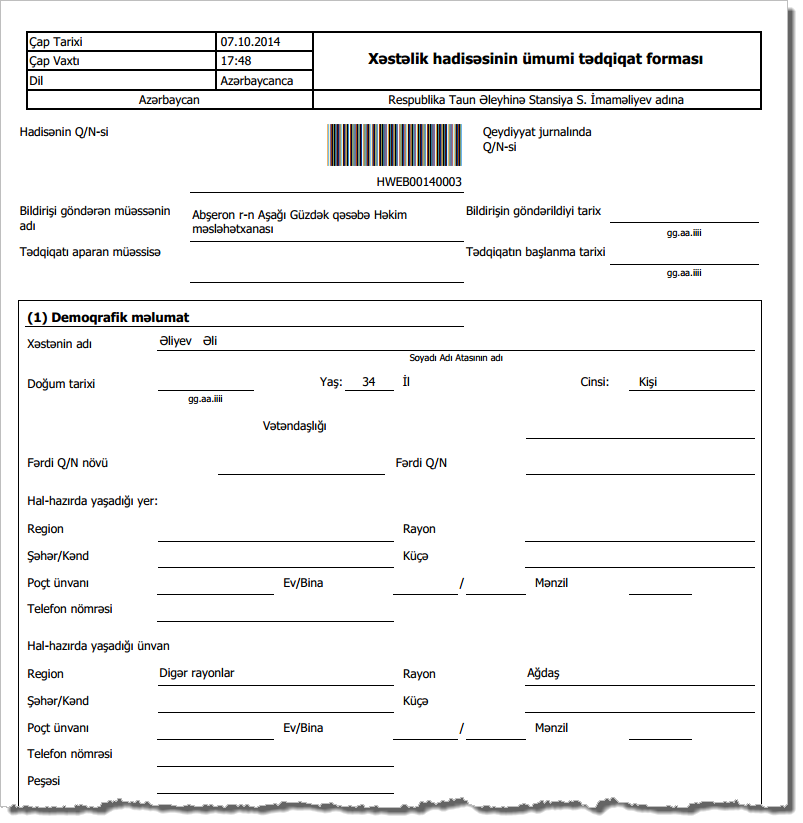 Çap Tarixi 07.10.2014
Xəstəlik hadisəsinin ümumi tədqiqat forması
Çap Vaxtı 17:48
Dil Azərbaycanca
Azərbaycan Respublika Taun Əleyhinə Stansiya S. İmaməliyev adına
Hadisənin Q/N-si Qeydiyyat jurnalında
Q/N-si
HWEB00140003
Bildirişi göndərən müəssənin
adı
Abşeron r-n Aşağı Güzdək qəsəbə Həkim
məsləhətxanası
Bildirişin göndərildiyi tarix
gg.aa.iiii
Tədqiqatı aparan müəssisə Tədqiqatın başlanma tarixi
gg.aa.iiii
(1) Demoqrafik məlumat
Xəstənin adı Əliyev Əli
Soyadı Adı Atasının adı
Doğum tarixi Yaş: 34 İl Cinsi: Kişi
gg.aa.iiii
Vətəndaşlığı
Fərdi Q/N növü Fərdi Q/N
Hal-hazırda yaşadığı yer:
Region Rayon
Şəhər/Kənd Küçə
Poçt ünvanı Ev/Bina / Mənzil
Telefon nömrəsi
Hal-hazırda yaşadığı ünvan
Region Digər rayonlar Rayon Ağdaş
Şəhər/Kənd Küçə
Poçt ünvanı Ev/Bina / Mənzil
Telefon nömrəsi
Peşəsi